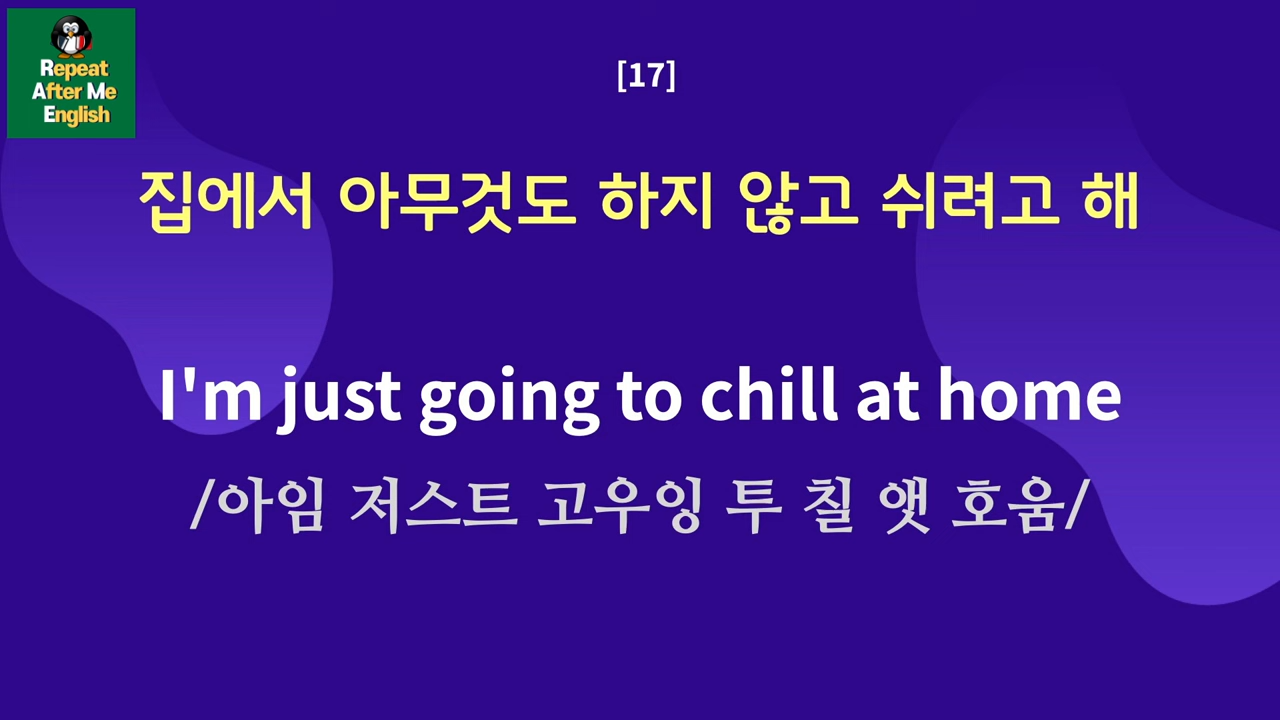 Repeat
After Me
English
[17]
집에서 아무것도 하지 않고 쉬려고 해
I'm just going to chill at home
/아임 저스트 고우잉 투 칠 앳 호움/